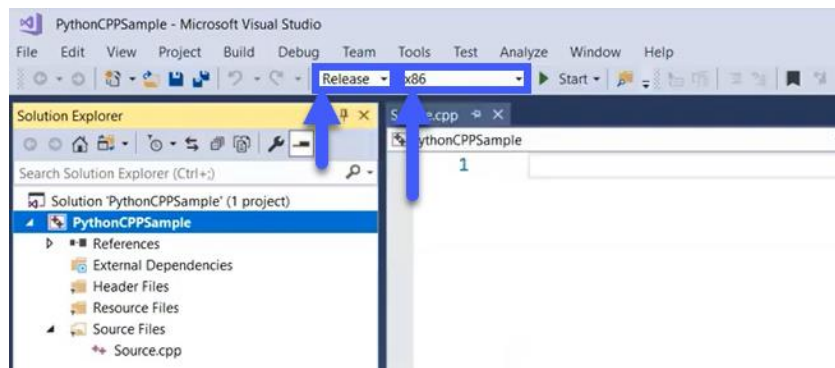 PythonCPPSample - Microsoft Visual Studio
File Edit View Project Build Debug Team Tools Test Analyze Window Help
Release x86 Start
Solution Explorer
Source.cpp
PythonCPPSample
Search Solution Explorer (Ctrl+;)
1
Solution 'PythonCPPSample' (1 project)
PythonCPPSample
References
External Dependencies
Header Files
Resource Files
Source Files
Source.cpp